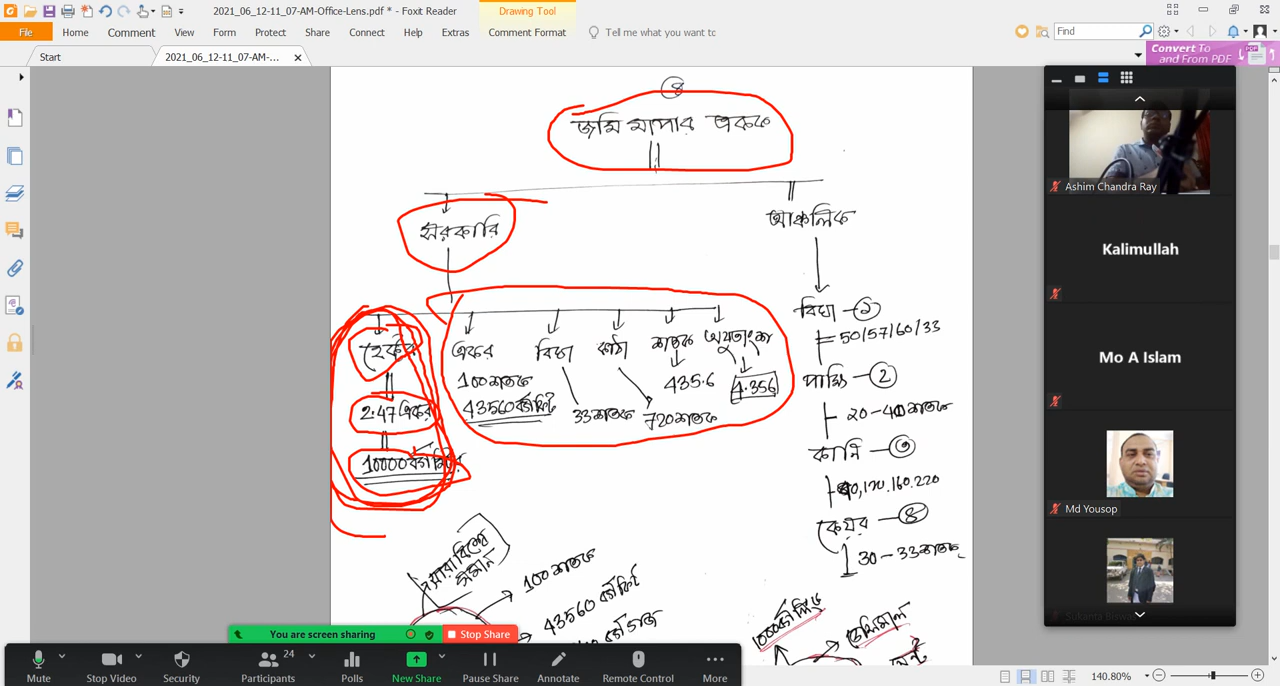 2021_06_12-11_07-AM-Office-Lens.pdf * - Foxit Reader
Drawing Tool
File Home Comment View Form Protect Share Connect Help Extras Comment Format Tell me what you want to
Find
Start
2021_06_12-11_07-AM-...
Convert To
and From PDF
৪
জমি মাপার একক
সরকারি
আঞ্চলিক
হেক্টর
2.47 একর
10000 বর্গমিটার
একর
100 শতক
43560 বর্গফিট
বিঘা
33 শতক
কাঠা
720
শতক
435.6
অযুতাংশ
4.356
বিঘা - ১
50/57/60/33
পাখি - 2
20-40 শতক
কানি - ৩
120.160.220
কেয়ার - ৪
30-33 শতক
100 শতক
43560 বর্গফিট
Ashim Chandra Ray
Kalimullah
Mo A Islam
Md Yousop
Sukanta Biswas
You are screen sharing
Stop Share
24
Mute Stop Video Security Participants Polls New Share Pause Share Annotate Remote Control More
140.80%